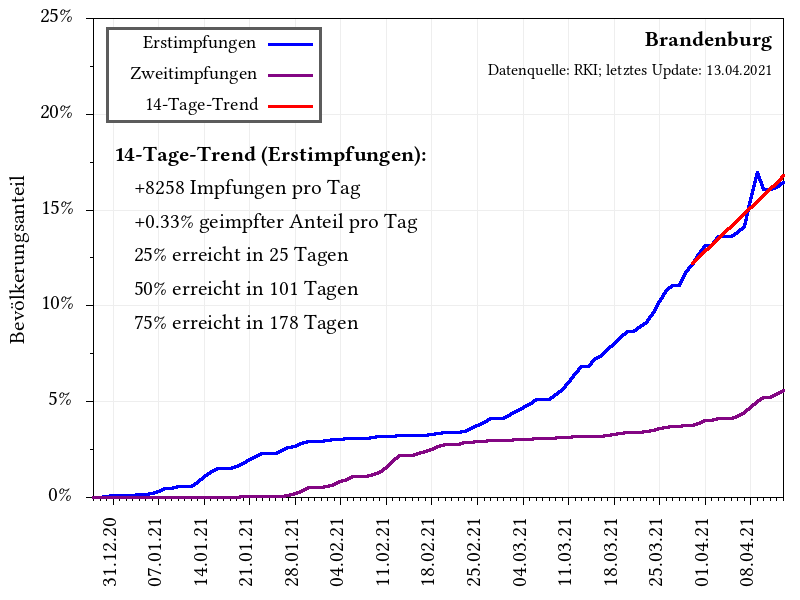 25%
20%
15%
10%
5%
0%
Bevölkerungsanteil
Erstimpfungen
Zweitimpfungen
14-Tage-Trend
Brandenburg
Datenquelle: RKI; letztes Update: 13.04.2021
14-Tage-Trend (Erstimpfungen):
+8258 Impfungen pro Tag
+0.33% geimpfter Anteil pro Tag
25% erreicht in 25 Tagen
50% erreicht in 101 Tagen
75% erreicht in 178 Tagen
31.12.20
07.01.21
14.01.21
21.01.21
28.01.21
04.02.21
11.02.21
18.02.21
25.02.21
04.03.21
11.03.21
18.03.21
25.03.21
01.04.21
08.04.21